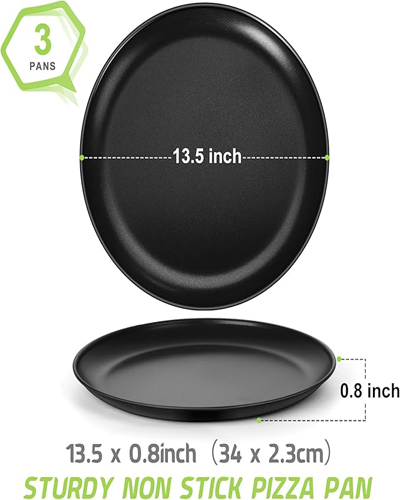 3
PANS
13.5 inch
0.8 inch
13.5 x 0.8inch (34 x 2.3cm)
STURDY NON STICK PIZZA PAN